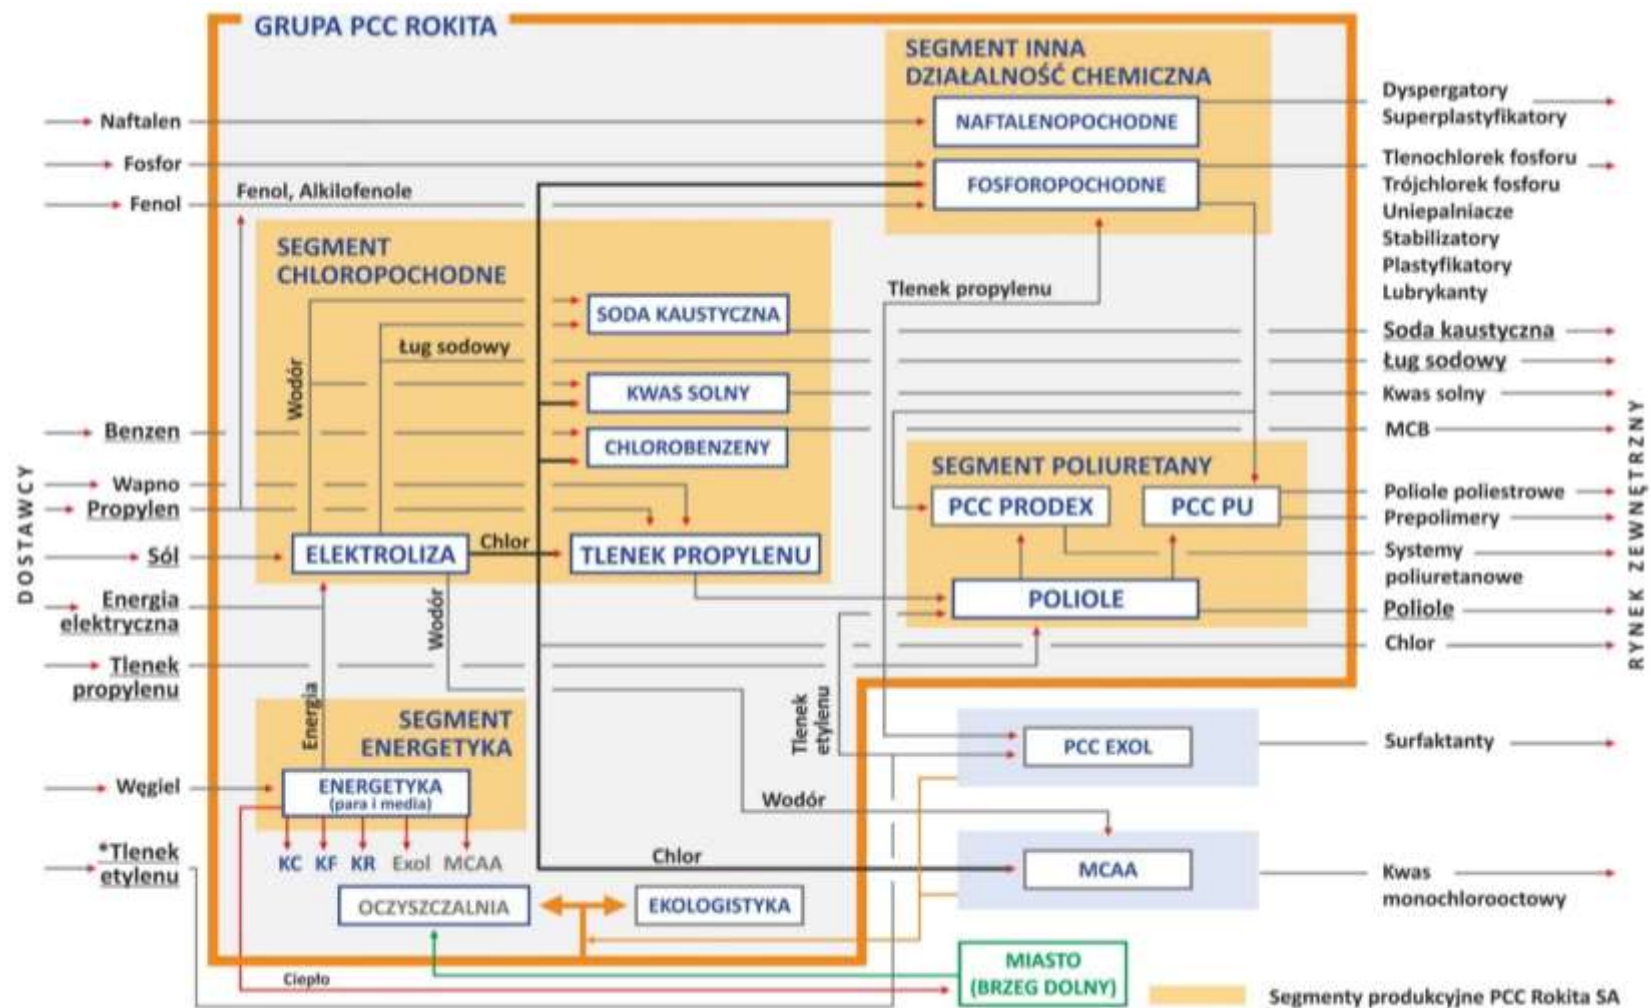 GRUPA PCC ROKITA
SEGMENT INNA
DZIAŁALNOŚĆ CHEMICZNA
NAFTALENOPOCHODNE
FOSFOROPOCHODNE
DOSTAWCY
Naftalen
Fosfor
Fenol
Fenol, Alkilofenole
Benzen
Wapno
Propylen
Sól
Energia
elektryczna
Tlenek
propylenu
Węgiel
*Tlenek
etylenu
SEGMENT
CHLOROPOCHODNE
SODA KAUSTYCZNA
Ług sodowy
Wodór
KWAS SOLNY
CHLOROBENZENY
ELEKTROLIZA
Chlor
TLENEK PROPYLENU
Wodór
Energia
Tlenek propylenu
SEGMENT POLIURETANY
PCC PRODEX
PCC PU
POLIOLE
Tlenek
etylenu
SEGMENT
ENERGETYKA
ENERGETYKA
(para i media)
KC KF KR Exol MCAA
OCZYSZCZALNIA
EKOLOGISTYKA
Wodór
Chlor
PCC EXOL
MCAA
Ciepło
MIASTO
(BRZEG DOLNY)
Dyspergatory
Superplastyfikatory
Tlenochlorek fosforu
Trójchlorek fosforu
Uniepalniacze
Stabilizatory
Plastyfikatory
Lubrykanty
Soda kaustyczna
Ług sodowy
Kwas solny
MCB
Poliole poliestrowe
Prepolimery
Systemy
poliuretanowe
Poliole
Chlor
Surfaktanty
Kwas
monochlorooctowy
RYNEK ZEWNĘTRZNY
Segmenty produkcyjne PCC Rokita SA